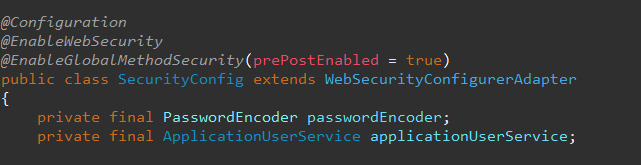 @Configuration
@EnableWebSecurity
@EnableGlobalMethodSecurity(prePostEnabled = true)
public class SecurityConfig extends WebSecurityConfigurerAdapter
{
    private final PasswordEncoder passwordEncoder;
    private final ApplicationUserService applicationUserService;